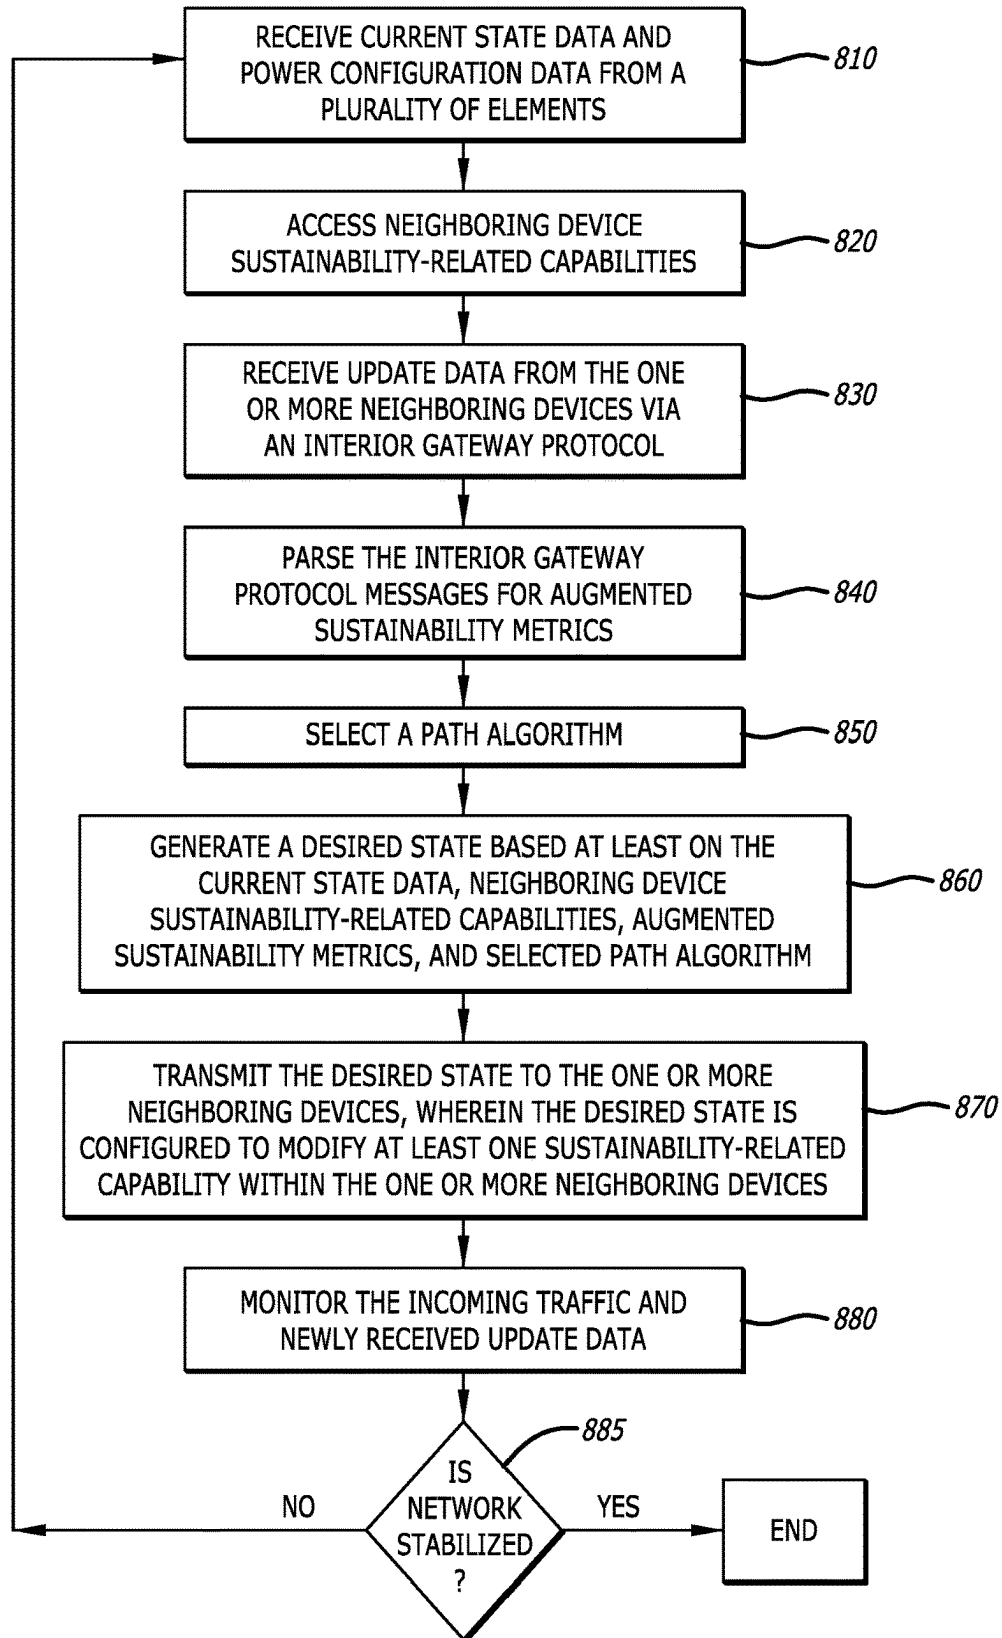 RECEIVE CURRENT STATE DATA AND
POWER CONFIGURATION DATA FROM A
PLURALITY OF ELEMENTS
810
ACCESS NEIGHBORING DEVICE
SUSTAINABILITY-RELATED CAPABILITIES
820
RECEIVE UPDATE DATA FROM THE ONE
OR MORE NEIGHBORING DEVICES VIA
AN INTERIOR GATEWAY PROTOCOL
830
PARSE THE INTERIOR GATEWAY
PROTOCOL MESSAGES FOR AUGMENTED
SUSTAINABILITY METRICS
840
SELECT A PATH ALGORITHM
850
GENERATE A DESIRED STATE BASED AT LEAST ON THE
CURRENT STATE DATA, NEIGHBORING DEVICE
SUSTAINABILITY-RELATED CAPABILITIES, AUGMENTED
SUSTAINABILITY METRICS, AND SELECTED PATH ALGORITHM
860
TRANSMIT THE DESIRED STATE TO THE ONE OR MORE
NEIGHBORING DEVICES, WHEREIN THE DESIRED STATE IS
CONFIGURED TO MODIFY AT LEAST ONE SUSTAINABILITY-RELATED
CAPABILITY WITHIN THE ONE OR MORE NEIGHBORING DEVICES
870
MONITOR THE INCOMING TRAFFIC AND
NEWLY RECEIVED UPDATE DATA
880
885
IS
NETWORK
STABILIZED
?
NO
YES
END